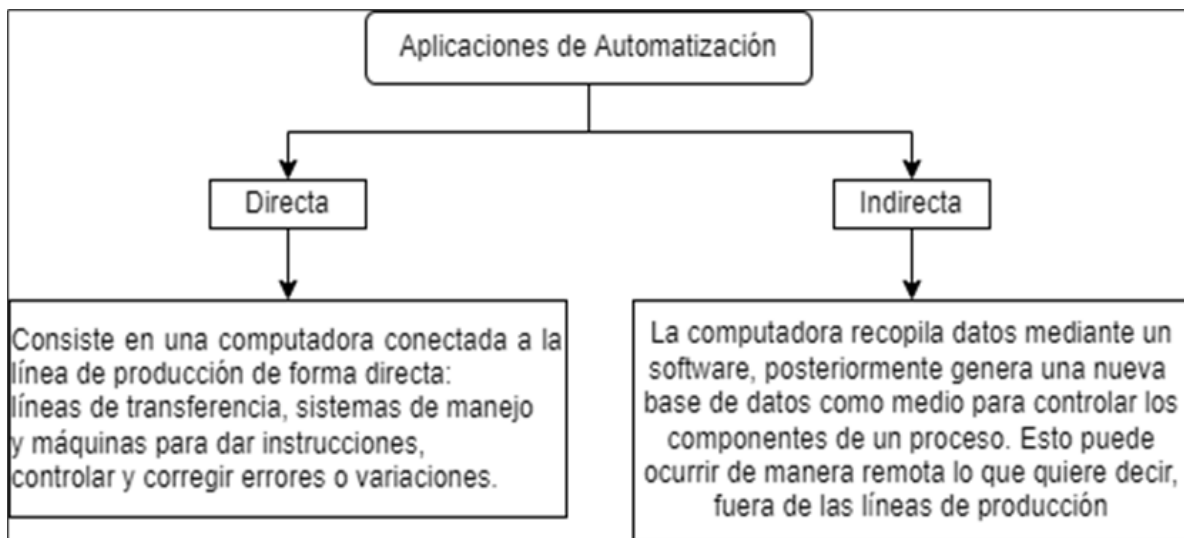 Aplicaciones de Automatización
Directa
Indirecta
Consiste en una computadora conectada a la
línea de producción de forma directa:
líneas de transferencia, sistemas de manejo
y máquinas para dar instrucciones,
controlar y corregir errores o variaciones.
La computadora recopila datos mediante un
software, posteriormente genera una nueva
base de datos como medio para controlar los
componentes de un proceso. Esto puede
ocurrir de manera remota lo que quiere decir,
fuera de las líneas de producción